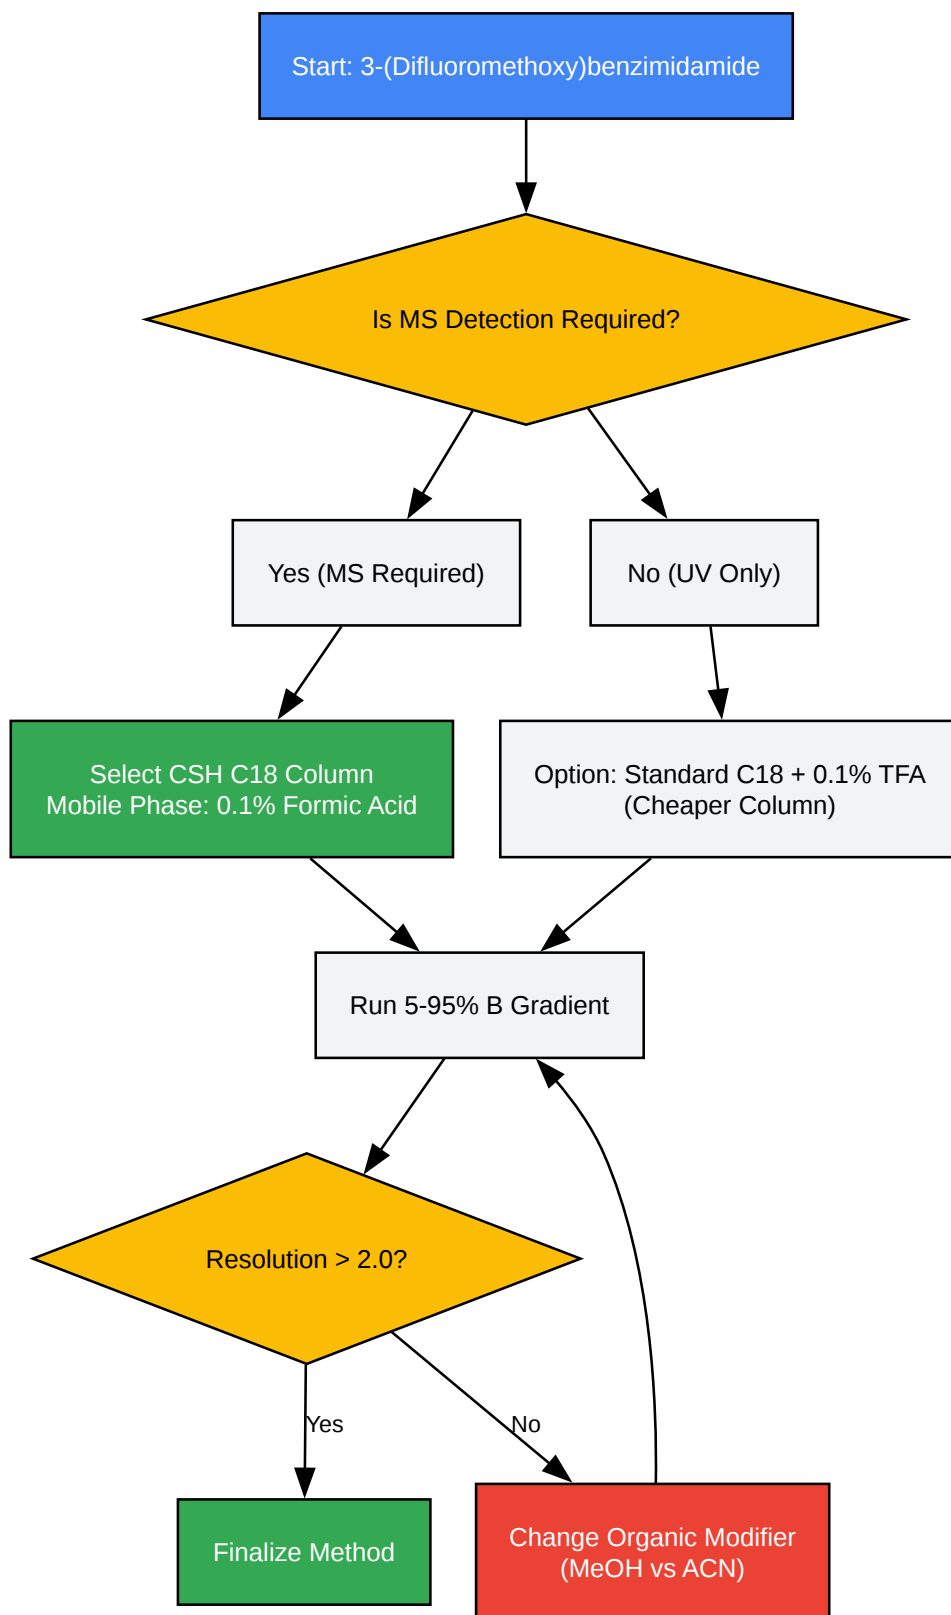 Start: 3-(Difluoromethoxy)benzimidamide
Is MS Detection Required?
Yes (MS Required)
No (UV Only)
Select CSH C18 Column
Mobile Phase: 0.1% Formic Acid
Option: Standard C18 + 0.1% TFA
(Cheaper Column)
Run 5-95% B Gradient
Resolution > 2.0?
Yes
No
Finalize Method
Change Organic Modifier
(MeOH vs ACN)